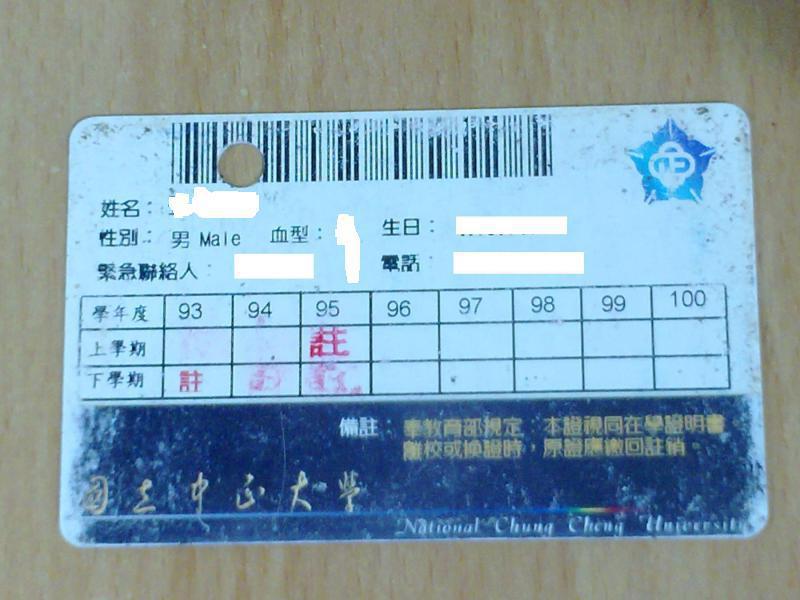 姓名：
性別： 男 Male 血型： 生日：
緊急聯絡人： 電話：
學年度 93 94 95 96 97 98 99 100
上學期 註
下學期 註
備註： 奉教育部規定，本證視同在學證明書。
離校或換證時，原證應繳回註銷。
國立中正大學
National Chung Cheng University